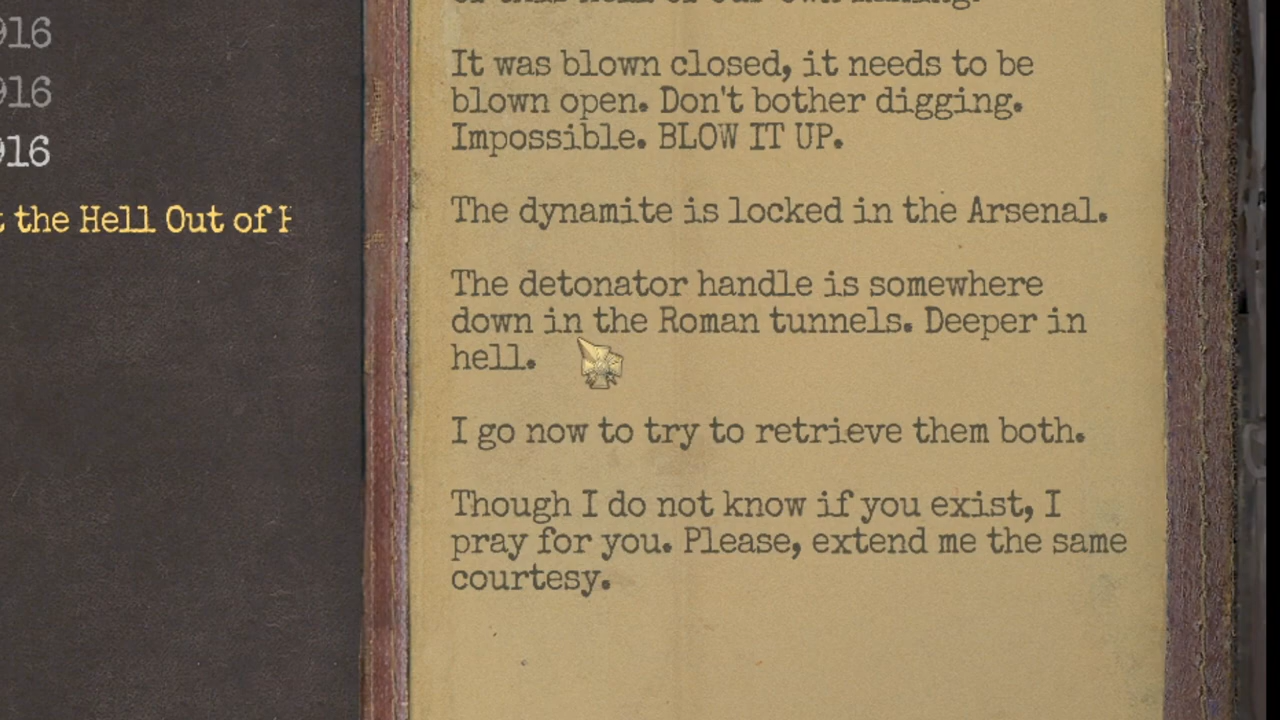 916
916
916
the Hell Out of
It was blown closed, it needs to be
blown open. Don't bother digging.
Impossible. BLOW IT UP.
The dynamite is locked in the Arsenal.
The detonator handle is somewhere
down in the Roman tunnels. Deeper in
hell.
I go now to try to retrieve them both.
Though I do not know if you exist, I
pray for you. Please, extend me the same
courtesy.